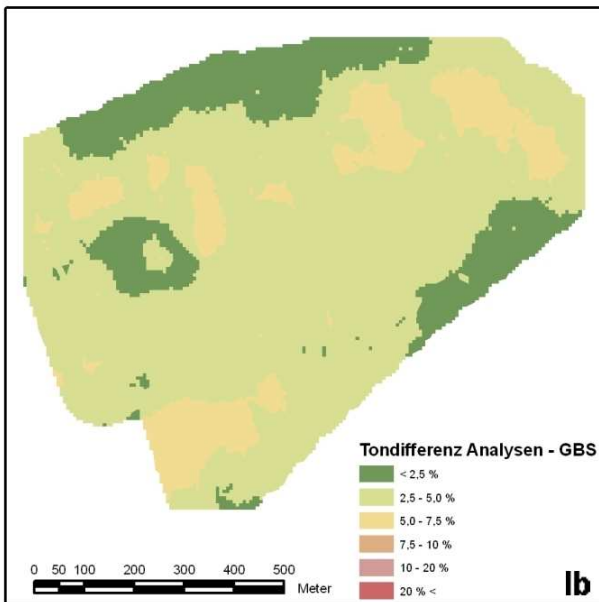 Tondifferenz Analysen - GBS
< 2,5 %
2,5 - 5,0 %
5,0 - 7,5 %
7,5 - 10 %
10 - 20 %
20 % <
0 50 100 200 300 400 500
Meter
Ib